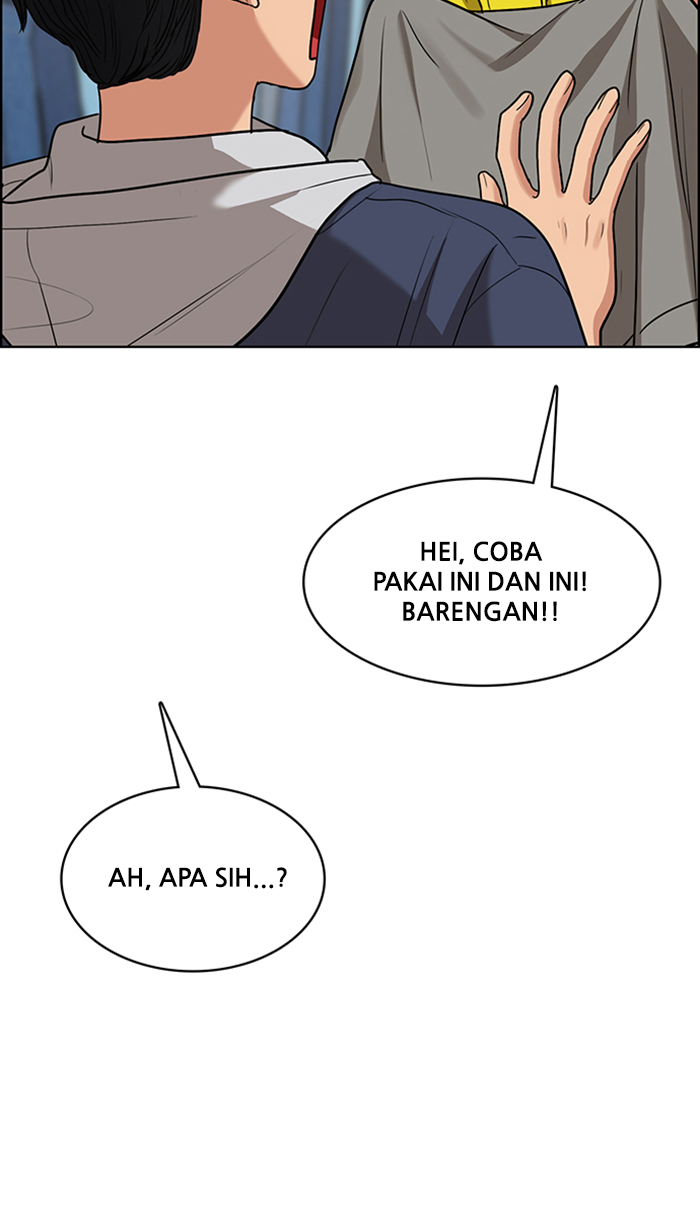 HEI, COBA
PAKAI INI DAN INI!
BARENGAN!!
AH, APA SIH...?